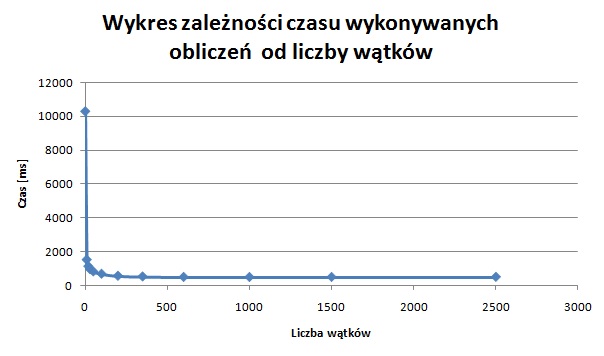 Wykres zależności czasu wykonywanych
obliczeń od liczby wątków
12000
10000
8000
6000
4000
2000
0
Czas [ms]
0 500 1000 1500 2000 2500 3000
Liczba wątków